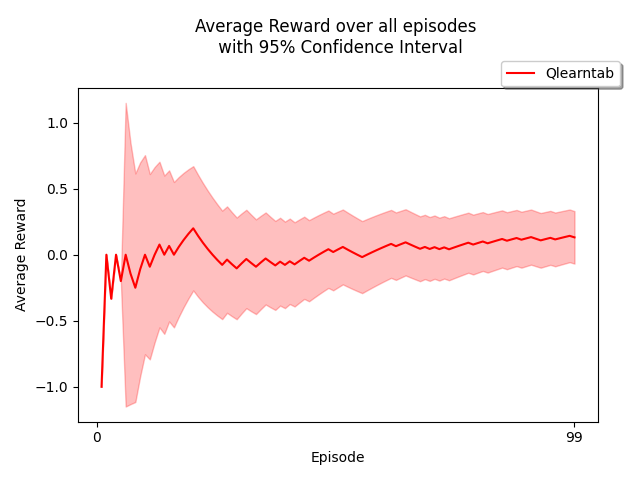 Average Reward over all episodes
with 95% Confidence Interval
Qlearntab
1.0
0.5
0.0
−0.5
−1.0
Average Reward
0
99
Episode